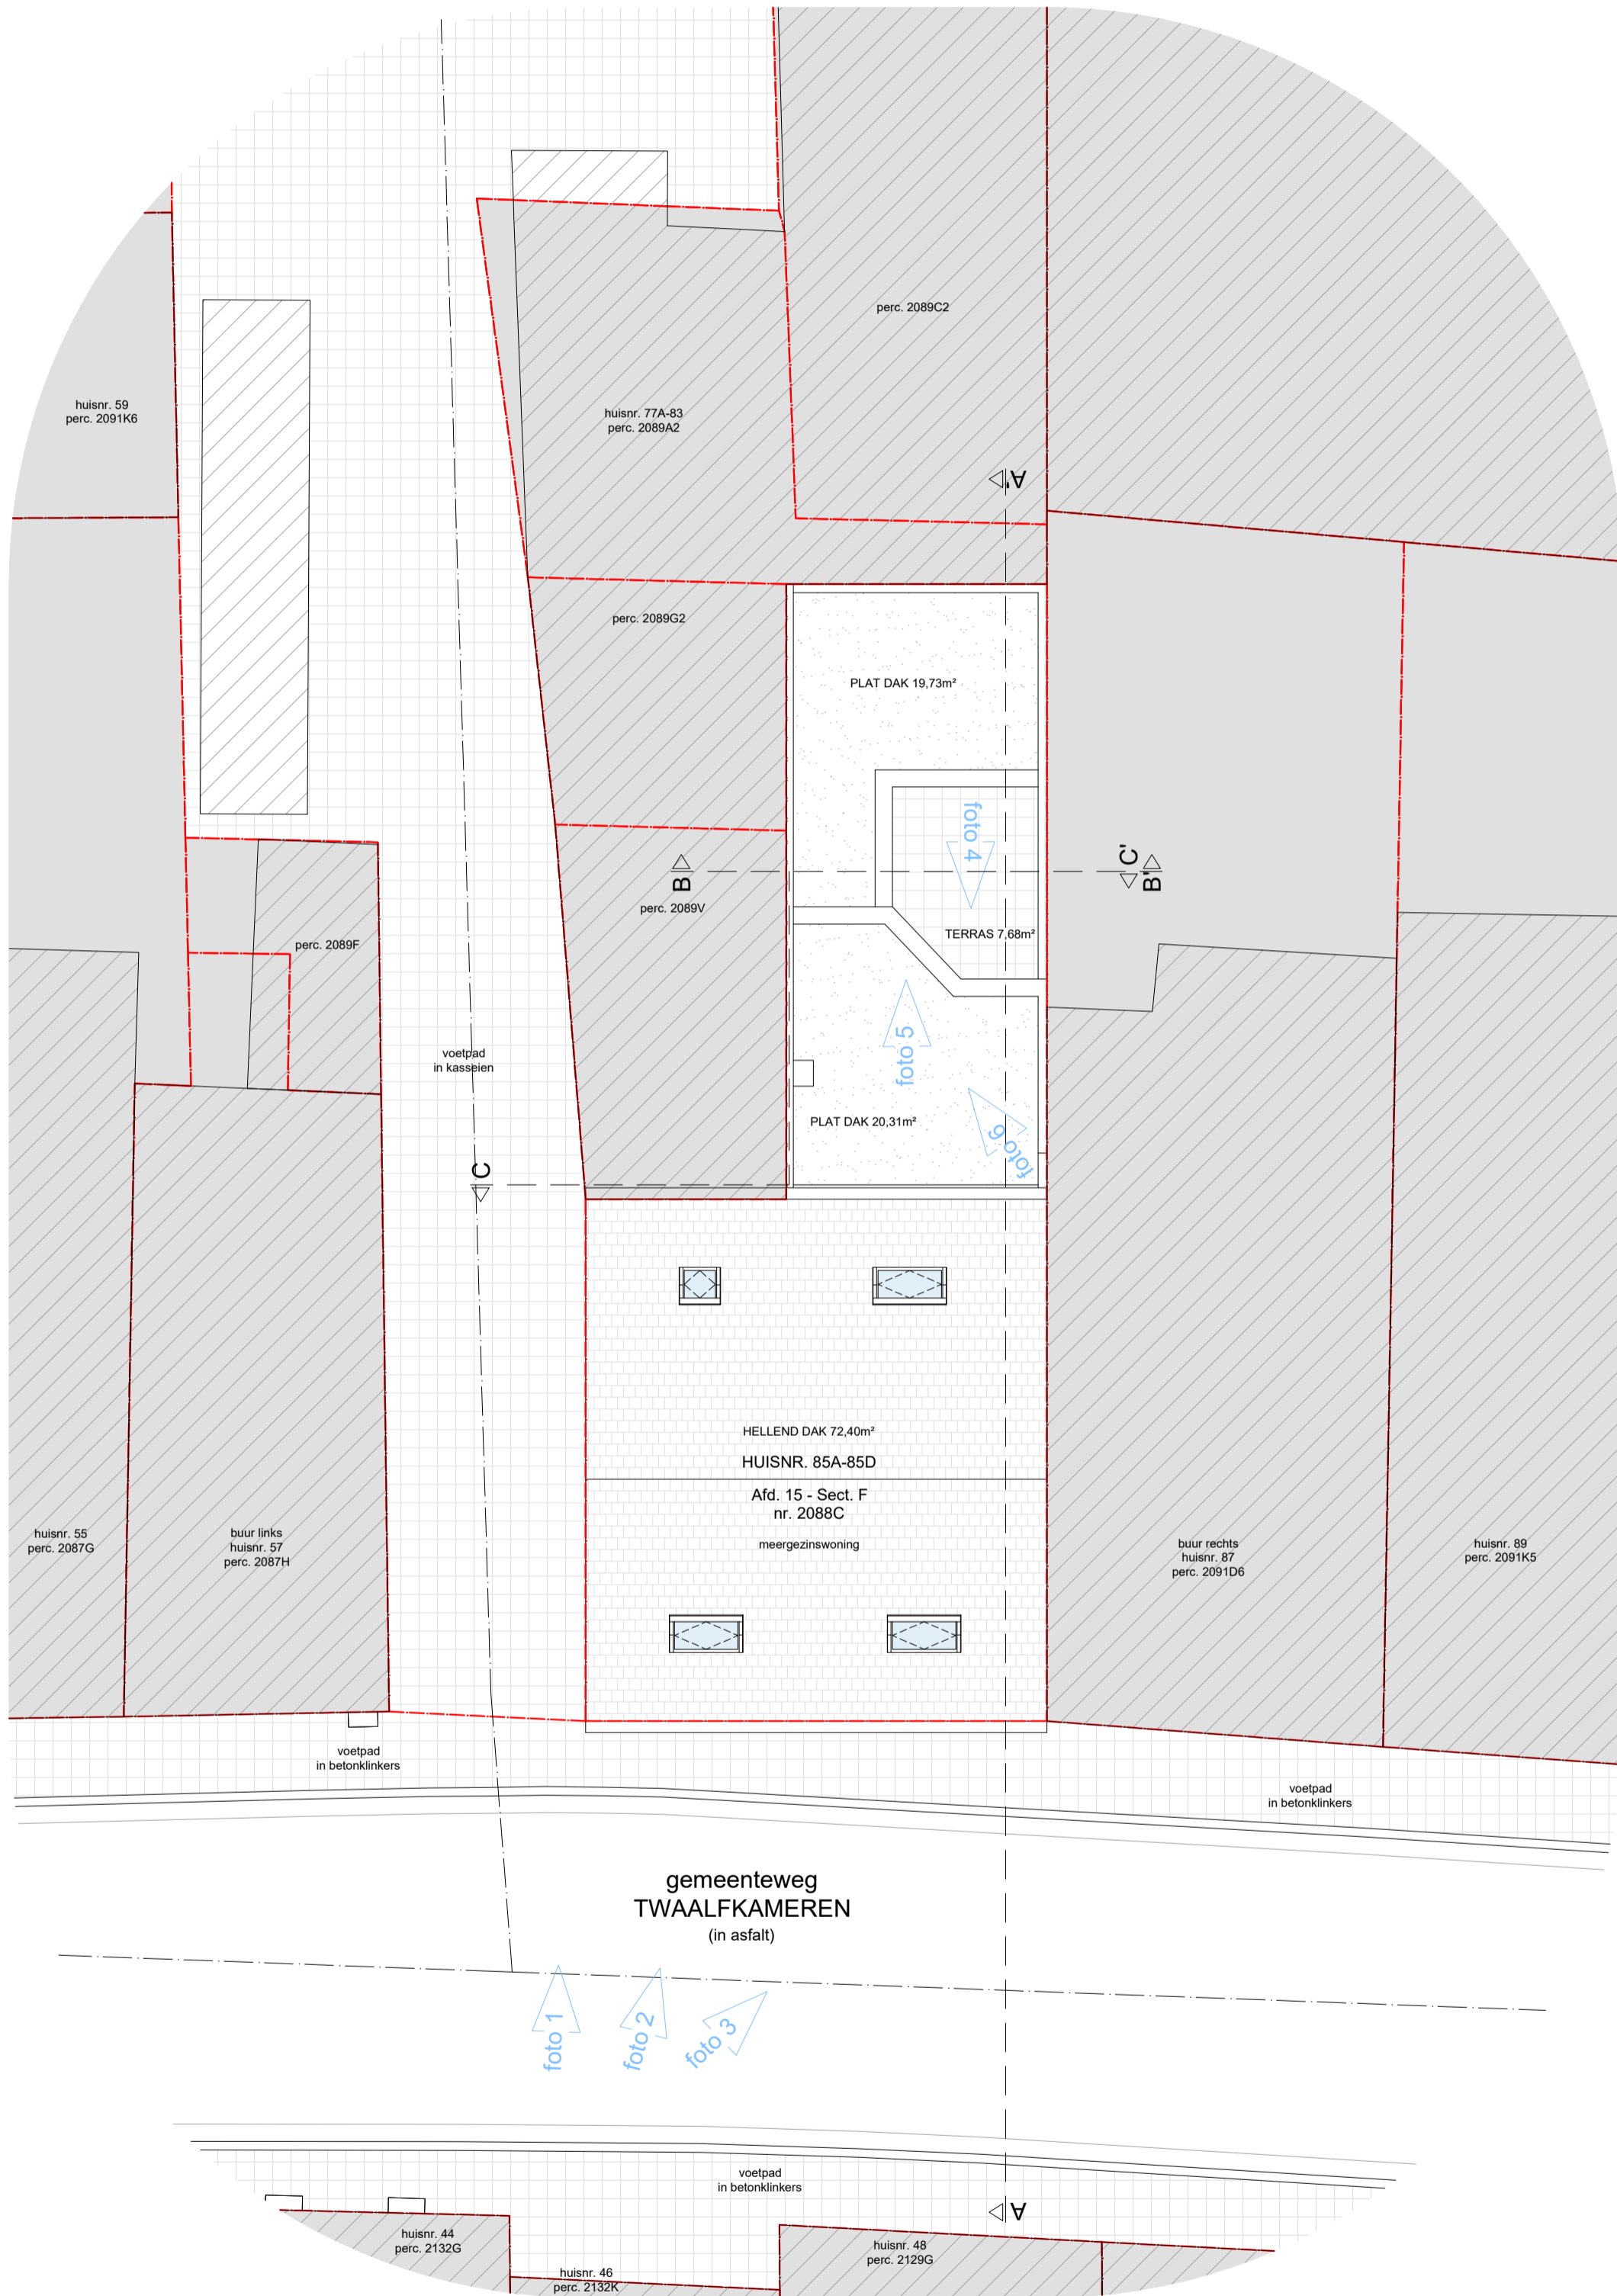 perc. 2089C2
huisnr. 59
perc. 2091K6
huisnr. 77A-83
perc. 2089A2
A'
perc. 2089G2
PLAT DAK 19,73m²
foto 4
B
C'
B'
perc. 2089V
TERRAS 7,68m²
perc. 2089F
foto 5
voetpad
in kasseien
PLAT DAK 20,31m²
foto 6
C
HELLEND DAK 72,40m²
HUISNR. 85A-85D
Afd. 15 - Sect. F
nr. 2088C
meergezinswoning
huisnr. 55
perc. 2087G
buur links
huisnr. 57
perc. 2087H
buur rechts
huisnr. 87
perc. 2091D6
huisnr. 89
perc. 2091K5
voetpad
in betonklinkers
voetpad
in betonklinkers
gemeenteweg
TWAALFKAMEREN
(in asfalt)
foto 1
foto 2
foto 3
voetpad
in betonklinkers
A
huisnr. 44
perc. 2132G
huisnr. 46
perc. 2132K
huisnr. 48
perc. 2129G